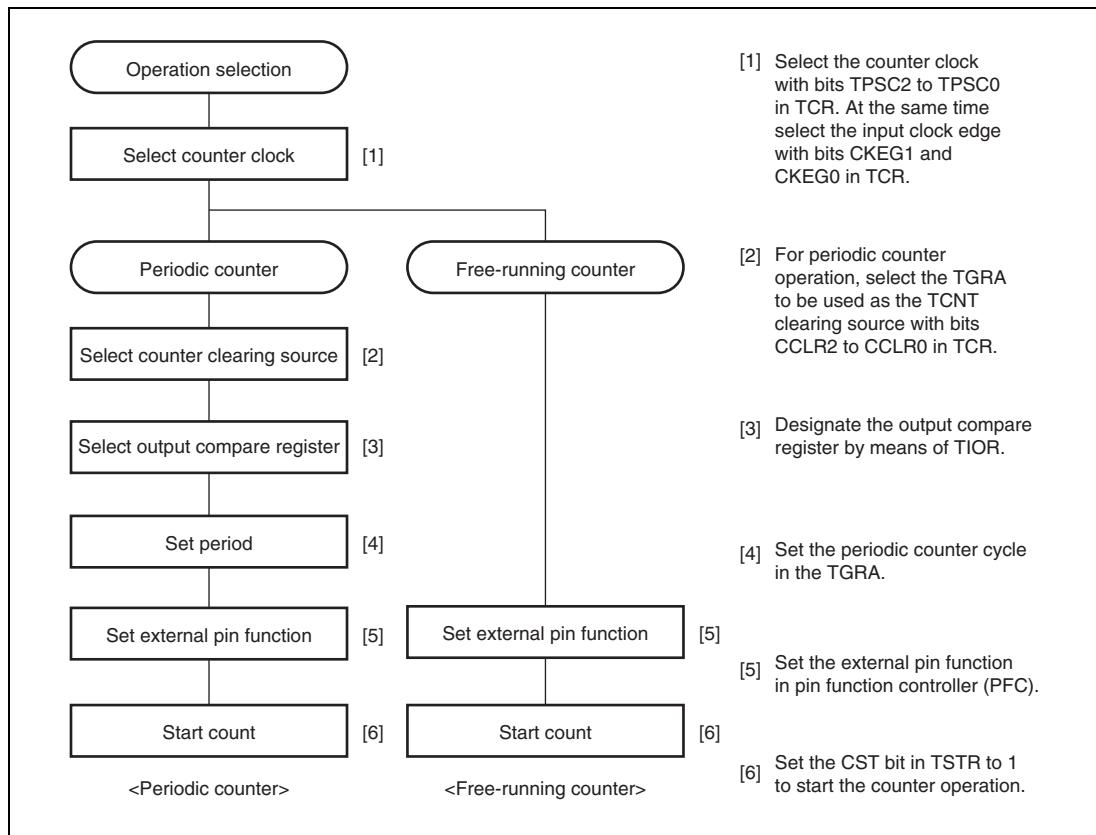 Operation selection
Select counter clock
[1]
Periodic counter
Free-running counter
Select counter clearing source
[2]
Select output compare register
[3]
Set period
[4]
Set external pin function
[5]
Set external pin function
[5]
Start count
[6]
Start count
[6]
<Periodic counter>
<Free-running counter>
[1] Select the counter clock
with bits TPSC2 to TPSC0
in TCR. At the same time
select the input clock edge
with bits CKEG1 and
CKEG0 in TCR.
[2] For periodic counter
operation, select the TGRA
to be used as the TCNT
clearing source with bits
CCLR2 to CCLR0 in TCR.
[3] Designate the output compare
register by means of TIOR.
[4] Set the periodic counter cycle
in the TGRA.
[5] Set the external pin function
in pin function controller (PFC).
[6] Set the CST bit in TSTR to 1
to start the counter operation.